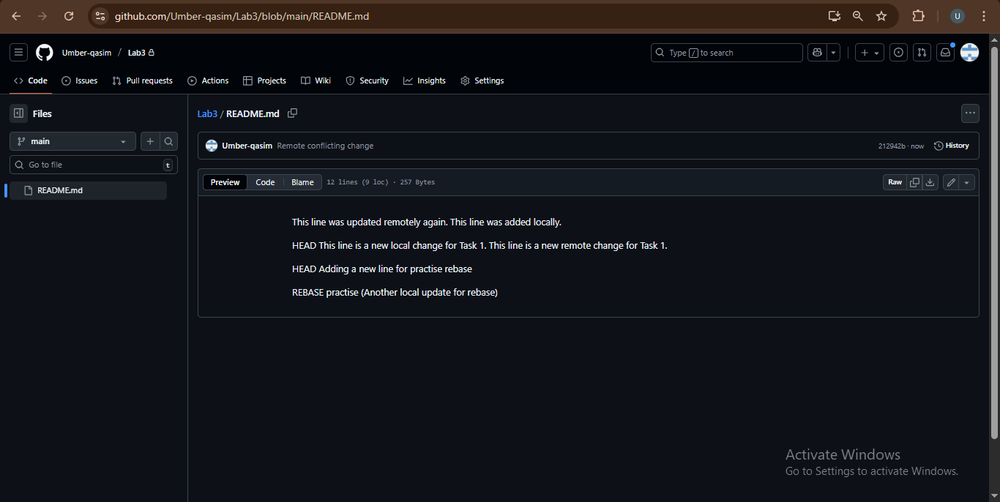 github.com/Umber-qasim/Lab3/blob/main/README.md
U
Umber-qasim / Lab3
Type / to search
Code Issues Pull requests Actions Projects Wiki Security Insights Settings
Files
Lab3 / README.md
main
Umber-qasim Remote conflicting change
212942b · now History
Go to file t
Preview Code Blame 12 lines (9 loc) · 257 Bytes
Raw
README.md
This line was updated remotely again. This line was added locally.
HEAD This line is a new local change for Task 1. This line is a new remote change for Task 1.
HEAD Adding a new line for practise rebase
REBASE practise (Another local update for rebase)
Activate Windows
Go to Settings to activate Windows.